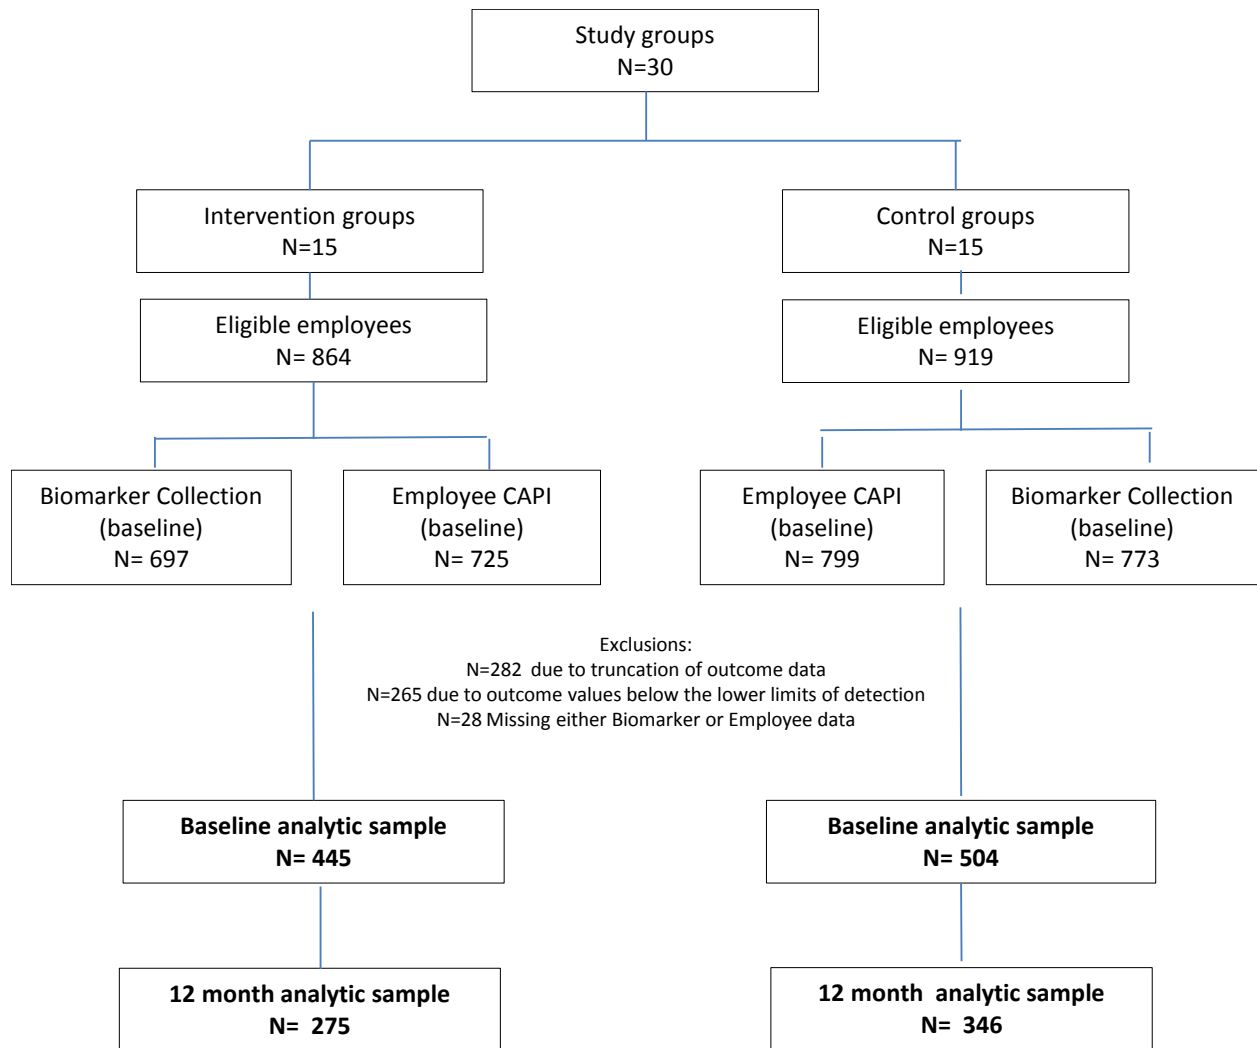 Study groups
N=30
Intervention groups
N=15
Control groups
N=15
Eligible employees
N= 864
Eligible employees
N= 919
Biomarker Collection
(baseline)
N= 697
Employee CAPI
(baseline)
N= 725
Employee CAPI
(baseline)
N= 799
Biomarker Collection
(baseline)
N= 773
Exclusions:
N=282 due to truncation of outcome data
N=265 due to outcome values below the lower limits of detection
N=28 Missing either Biomarker or Employee data
Baseline analytic sample
N= 445
Baseline analytic sample
N= 504
12 month analytic sample
N= 275
12 month analytic sample
N= 346